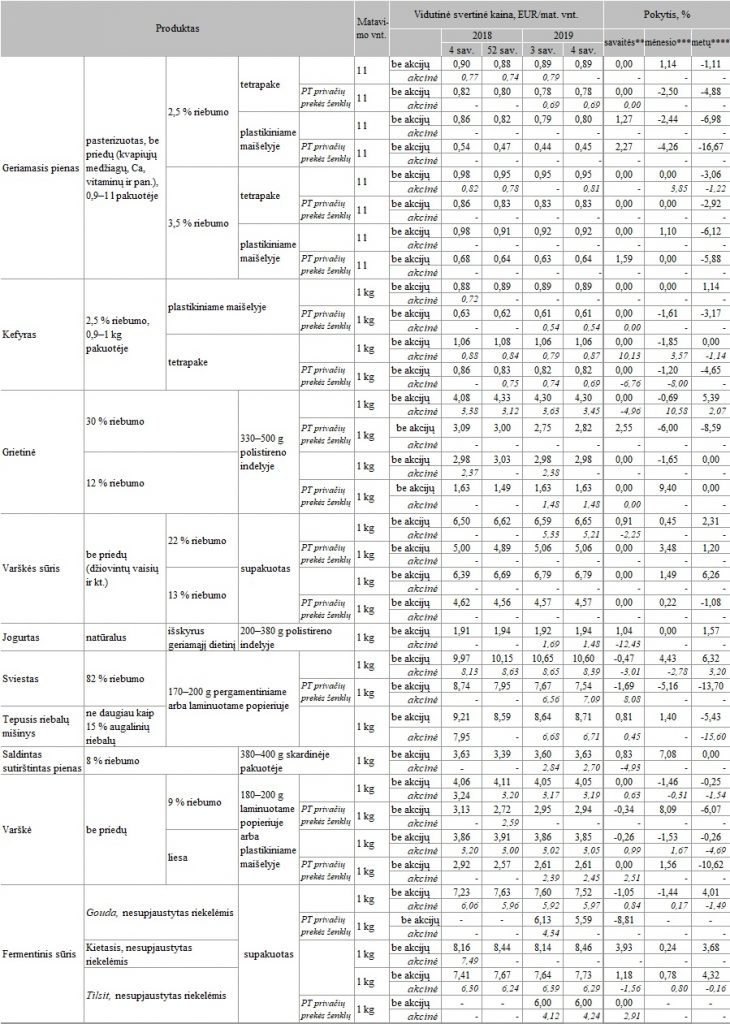 Produktas Matavi-mo vnt. Vidutinė svertinė kaina, EUR/mat. vnt. Pokytis, %
2018 2019 savaitės** mėnesio*** metų****
4 sav. 52 sav. 3 sav. 4 sav.
Geriamasis pienas pasterizuotas, be priedų (kvapiųjų medžiagų, Ca, vitaminų ir pan.), 0,9–1 l pakuotėje 2,5 % riebumo tetrapake 1 l be akcijų 0,90 0,88 0,89 0,89 0,00 1,14 -1,11
akcinė 0,77 0,74 0,79 - - - -
PT privačių prekės ženklų 1 l be akcijų 0,82 0,80 0,78 0,78 0,00 -2,50 -4,88
akcinė - - 0,69 0,69 0,00 - -
plastikiniame maišelyje 1 l be akcijų 0,86 0,82 0,79 0,80 1,27 -2,44 -6,98
akcinė - - - - - - -
PT privačių prekės ženklų 1 l be akcijų 0,54 0,47 0,44 0,45 2,27 -4,26 -16,67
akcinė - - - - - - -
3,5 % riebumo tetrapake 1 l be akcijų 0,98 0,95 0,95 0,95 0,00 0,00 -3,06
akcinė 0,82 0,78 - 0,81 - 3,85 -1,22
PT privačių prekės ženklų 1 l be akcijų 0,86 0,83 0,83 0,83 0,00 0,00 -2,92
akcinė - - - - - - -
plastikiniame maišelyje 1 l be akcijų 0,98 0,91 0,92 0,92 0,00 1,10 -6,12
akcinė - - - - - - -
PT privačių prekės ženklų 1 l be akcijų 0,68 0,64 0,63 0,64 1,59 0,00 -5,88
akcinė - - - - - - -
Kefyras 2,5 % riebumo, 0,9–1 kg pakuotėje plastikiniame maišelyje 1 kg be akcijų 0,88 0,89 0,89 0,89 0,00 0,00 1,14
akcinė 0,72 - - - - - -
PT privačių prekės ženklų 1 kg be akcijų 0,63 0,62 0,61 0,61 0,00 -1,61 -3,17
akcinė - - 0,54 0,54 0,00 - -
tetrapake 1 kg be akcijų 1,06 1,08 1,06 1,06 0,00 -1,85 0,00
akcinė 0,88 0,84 0,79 0,87 10,13 3,57 -1,14
PT privačių prekės ženklų 1 kg be akcijų 0,86 0,83 0,82 0,82 0,00 -1,20 -4,65
akcinė - 0,75 0,74 0,69 -6,76 -8,00 -
Grietinė 30 % riebumo 330–500 g polistireno indelyje 1 kg be akcijų 4,08 4,33 4,30 4,30 0,00 -0,69 5,39
akcinė 3,38 3,12 3,63 3,45 -4,96 10,58 2,07
PT privačių prekės ženklų 1 kg be akcijų 3,09 3,00 2,75 2,82 2,55 -6,00 -8,59
akcinė - - - - - - -
12 % riebumo 1 kg be akcijų 2,98 3,03 2,98 2,98 0,00 -1,65 0,00
akcinė 2,37 - 2,38 - - - -
PT privačių prekės ženklų 1 kg be akcijų 1,63 1,49 1,63 1,63 0,00 9,40 0,00
akcinė - - 1,48 1,48 0,00 - -
Varškės sūris be priedų (džiovintų vaisių ir kt.) 22 % riebumo supakuotas 1 kg be akcijų 6,50 6,62 6,59 6,65 0,91 0,45 2,31
akcinė - - 5,33 5,21 -2,25 - -
PT privačių prekės ženklų 1 kg be akcijų 5,00 4,89 5,06 5,06 0,00 3,48 1,20
akcinė - - - - - - -
13 % riebumo 1 kg be akcijų 6,39 6,69 6,79 6,79 0,00 1,49 6,26
akcinė - - - - - - -
PT privačių prekės ženklų 1 kg be akcijų 4,62 4,56 4,57 4,57 0,00 0,22 -1,08
akcinė - - - - - - -
Jogurtas natūralus išskyrus geriamąjį dietinį 200–380 g polistireno indelyje 1 kg be akcijų 1,91 1,94 1,92 1,94 1,04 0,00 1,57
akcinė - - 1,69 1,48 -12,43 - -
Sviestas 82 % riebumo 170–200 g pergamentiniame arba laminuotame popieriuje 1 kg be akcijų 9,97 10,15 10,65 10,60 -0,47 4,43 6,32
akcinė 8,13 8,63 8,65 8,39 -3,01 -2,78 3,20
PT privačių prekės ženklų 1 kg be akcijų 8,74 7,95 7,67 7,54 -1,69 -5,16 -13,70
akcinė - - 6,56 7,09 8,08 - -
Tepusis riebalų mišinys ne daugiau kaip 15 % augalinių riebalų 1 kg be akcijų 9,21 8,59 8,64 8,71 0,81 1,40 -5,43
akcinė 7,95 - 6,68 6,71 0,45 - -15,60
Saldintas sutirštintas pienas 8 % riebumo 380–400 g skardinėje pakuotėje 1 kg be akcijų 3,63 3,39 3,60 3,63 0,83 7,08 0,00
akcinė - - 2,84 2,70 -4,93 - -
Varškė be priedų 9 % riebumo 180–200 g laminuotame popieriuje arba plastikiniame maišelyje 1 kg be akcijų 4,06 4,11 4,05 4,05 0,00 -1,46 -0,25
akcinė 3,24 3,20 3,17 3,19 0,63 -0,31 -1,54
PT privačių prekės ženklų 1 kg be akcijų 3,13 2,72 2,95 2,94 -0,34 8,09 -6,07
akcinė - 2,59 - - - - -
liesa 1 kg be akcijų 3,86 3,91 3,86 3,85 -0,26 -1,53 -0,26
akcinė 3,20 3,00 3,02 3,05 0,99 1,67 -4,69
PT privačių prekės ženklų 1 kg be akcijų 2,92 2,57 2,61 2,61 0,00 1,56 -10,62
akcinė - - 2,39 2,45 2,51 - -
Fermentinis sūris Gouda, nesupjaustytas riekelėmis supakuotas 1 kg be akcijų 7,23 7,63 7,60 7,52 -1,05 -1,44 4,01
akcinė 6,06 5,96 5,92 5,97 0,84 0,17 -1,49
PT privačių prekės ženklų 1 kg be akcijų - - 6,13 5,59 -8,81 - -
akcinė - - 4,34 - - - -
Kietasis, nesupjaustytas riekelėmis 1 kg be akcijų 8,16 8,44 8,14 8,46 3,93 0,24 3,68
akcinė 7,49 - - - - - -
Tilsit, nesupjaustytas riekelėmis 1 kg be akcijų 7,41 7,67 7,64 7,73 1,18 0,78 4,32
akcinė 6,30 6,24 6,39 6,29 -1,56 0,80 -0,16
PT privačių prekės ženklų 1 kg be akcijų - - 6,00 6,00 0,00 - -
akcinė - - 4,12 4,24 2,91 - -